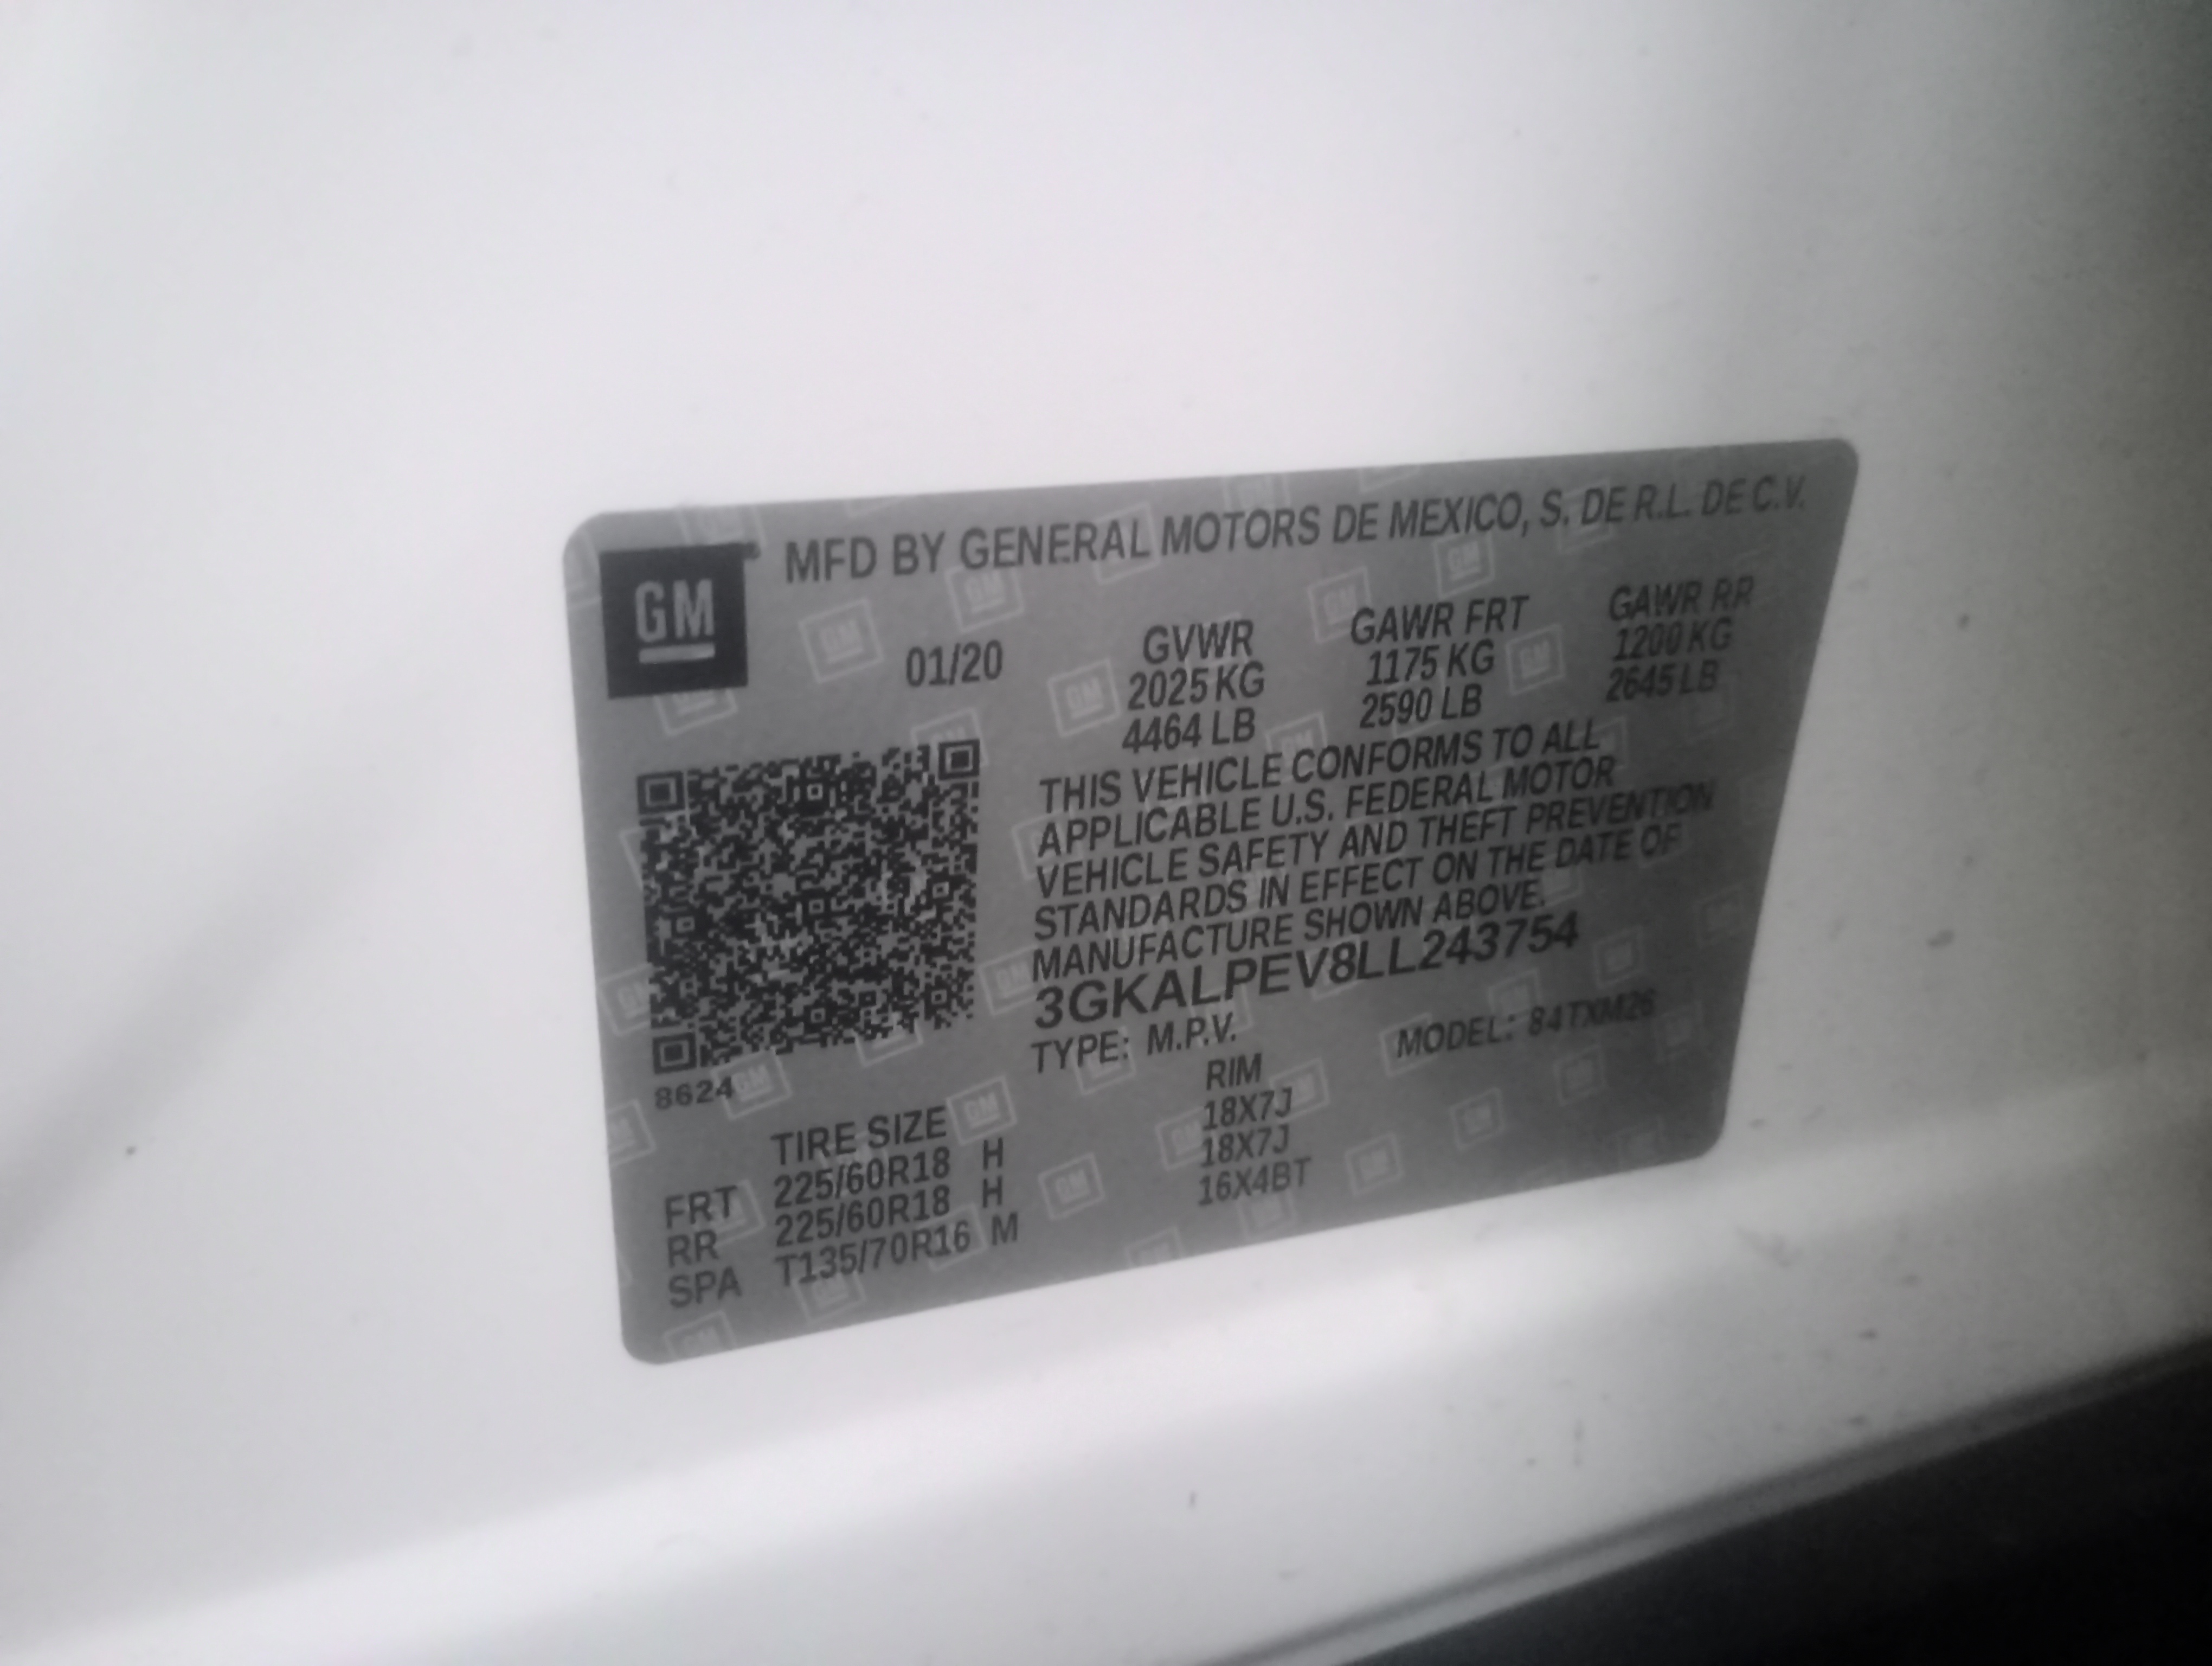 GM
MFD BY GENERAL MOTORS DE MEXICO, S. DE R.L. DE C.V.
01/20
GVWR GAWR FRT GAWR RR
2025 KG 1175 KG 1200 KG
4464 LB 2590 LB 2645 LB
THIS VEHICLE CONFORMS TO ALL
APPLICABLE U.S. FEDERAL MOTOR
VEHICLE SAFETY AND THEFT PREVENTION
STANDARDS IN EFFECT ON THE DATE OF
MANUFACTURE SHOWN ABOVE.
3GKALPEV8LL243754
TYPE: M.P.V. MODEL: 84TXM26
8624
TIRE SIZE RIM
FRT 225/60R18 H 18X7J
RR 225/60R18 H 18X7J
SPA T135/70R16 M 16X4BT